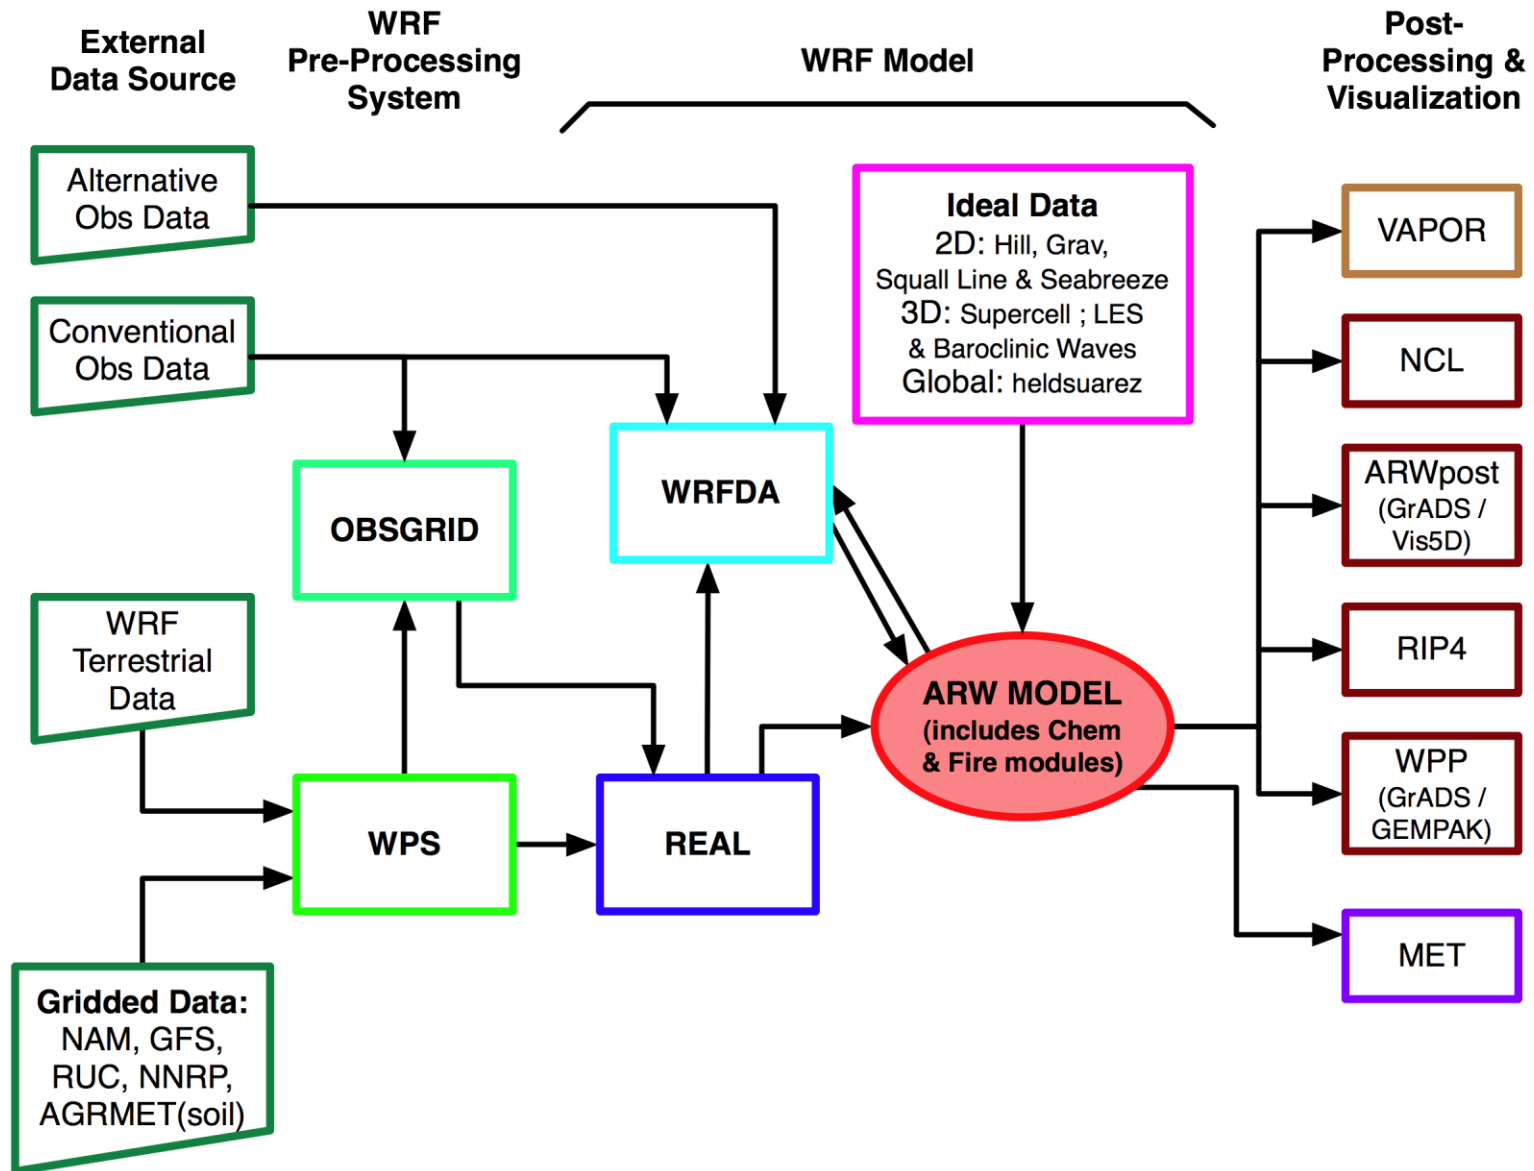 External
Data Source
WRF
Pre-Processing
System
WRF Model
Post-
Processing &
Visualization
Alternative
Obs Data
Conventional
Obs Data
WRF
Terrestrial
Data
Gridded Data:
NAM, GFS,
RUC, NNRP,
AGRMET(soil)
OBSGRID
WPS
WRFDA
REAL
Ideal Data
2D: Hill, Grav,
Squall Line & Seabreeze
3D: Supercell ; LES
& Baroclinic Waves
Global: heldsuarez
ARW MODEL
(includes Chem
& Fire modules)
VAPOR
NCL
ARWpost
(GrADS /
Vis5D)
RIP4
WPP
(GrADS /
GEMPAK)
MET